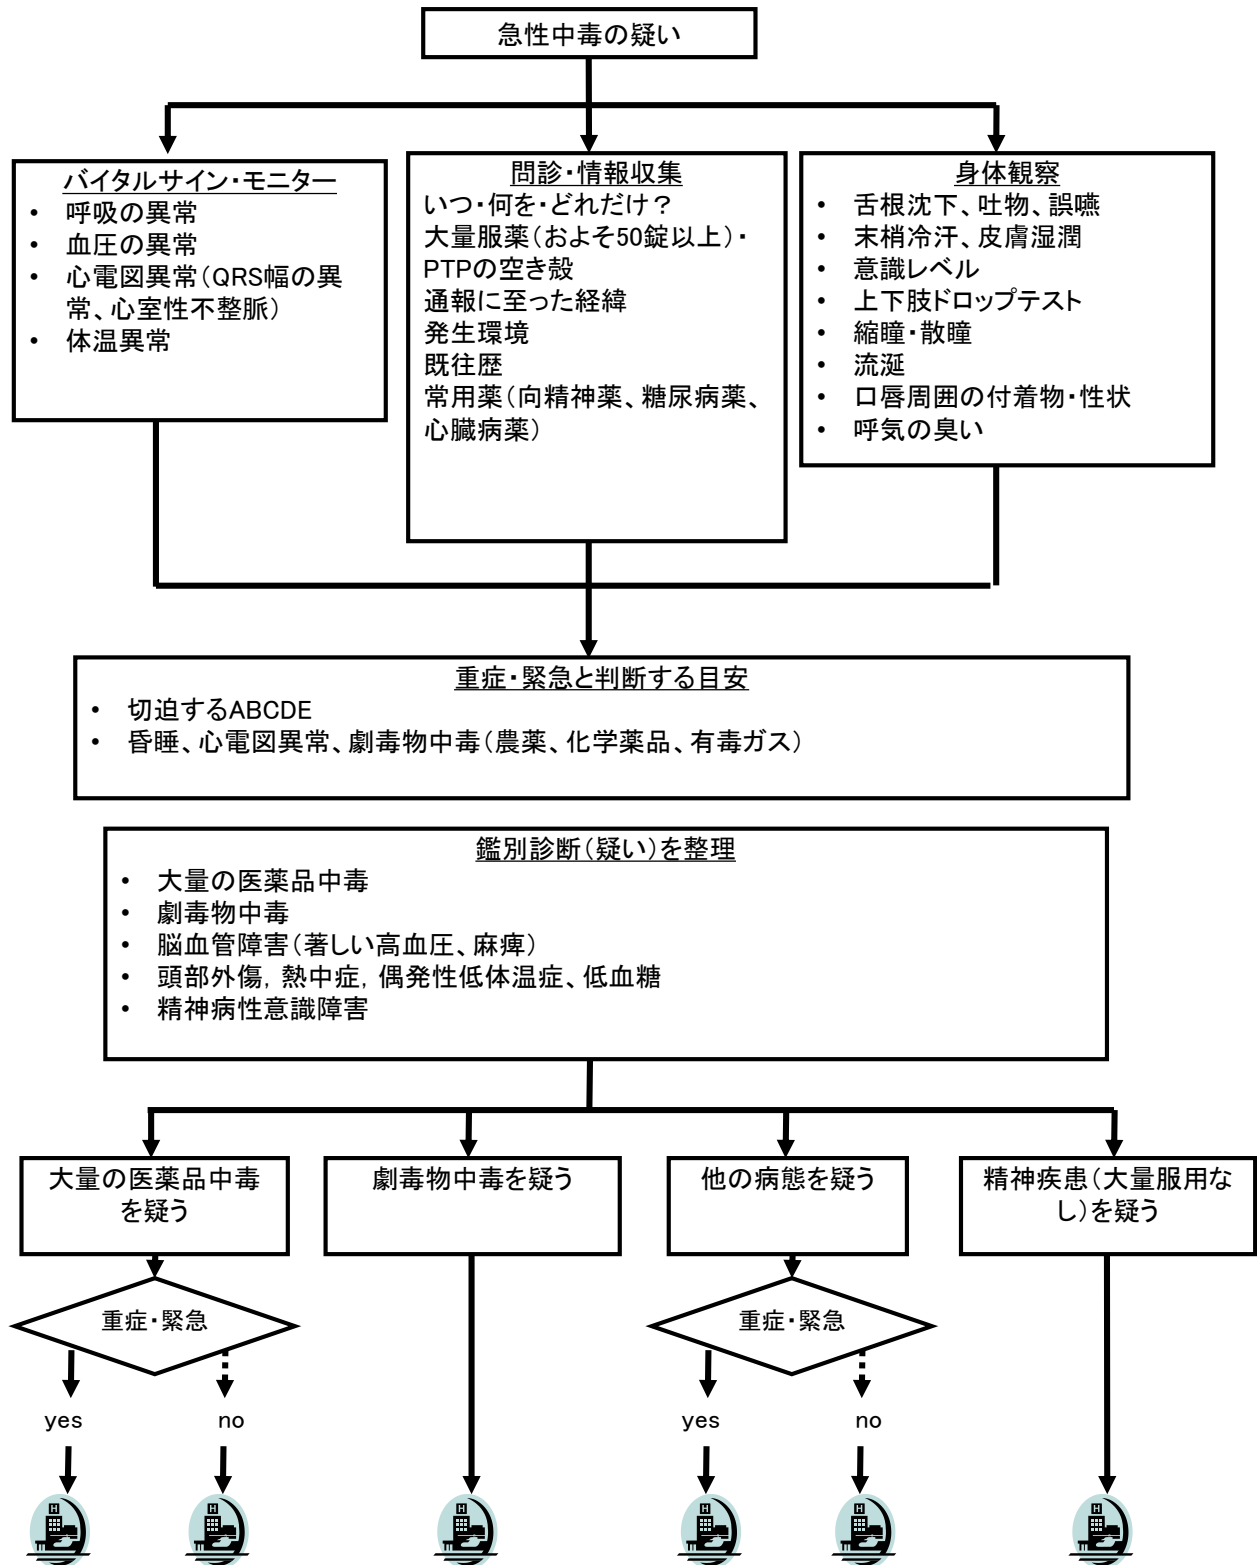 急性中毒の疑い
バイタルサイン・モニター
• 呼吸の異常
• 血圧の異常
• 心電図異常（QRS幅の異
常、心室性不整脈）
• 体温異常
問診・情報収集
いつ・何を・どれだけ？
大量服薬（およそ50錠以上）・
PTPの空き殻
通報に至った経緯
発生環境
既往歴
常用薬（向精神薬、糖尿病薬、
心臓病薬）
身体観察
• 舌根沈下、吐物、誤嚥
• 末梢冷汗、皮膚湿潤
• 意識レベル
• 上下肢ドロップテスト
• 縮瞳・散瞳
• 流涎
• 口唇周囲の付着物・性状
• 呼気の臭い
重症・緊急と判断する目安
• 切迫するABCDE
• 昏睡、心電図異常、劇毒物中毒（農薬、化学薬品、有毒ガス）
鑑別診断（疑い）を整理
• 大量の医薬品中毒
• 劇毒物中毒
• 脳血管障害（著しい高血圧、麻痺）
• 頭部外傷, 熱中症, 偶発性低体温症、低血糖
• 精神病性意識障害
大量の医薬品中毒
を疑う
劇毒物中毒を疑う
他の病態を疑う
精神疾患（大量服用な
し）を疑う
重症・緊急
重症・緊急
yes
no
yes
no
H
H
H
H
H
H